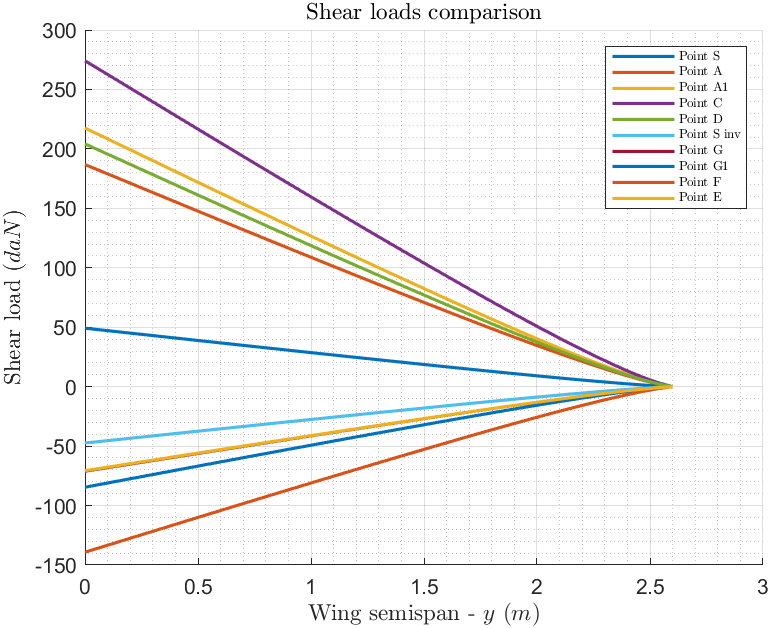 Shear loads comparison
300
250
200
150
100
50
0
-50
-100
-150
Shear load (daN)
0
0.5
1
1.5
2
2.5
3
Wing semispan - y (m)
Point S
Point A
Point A1
Point C
Point D
Point S inv
Point G
Point G1
Point F
Point E